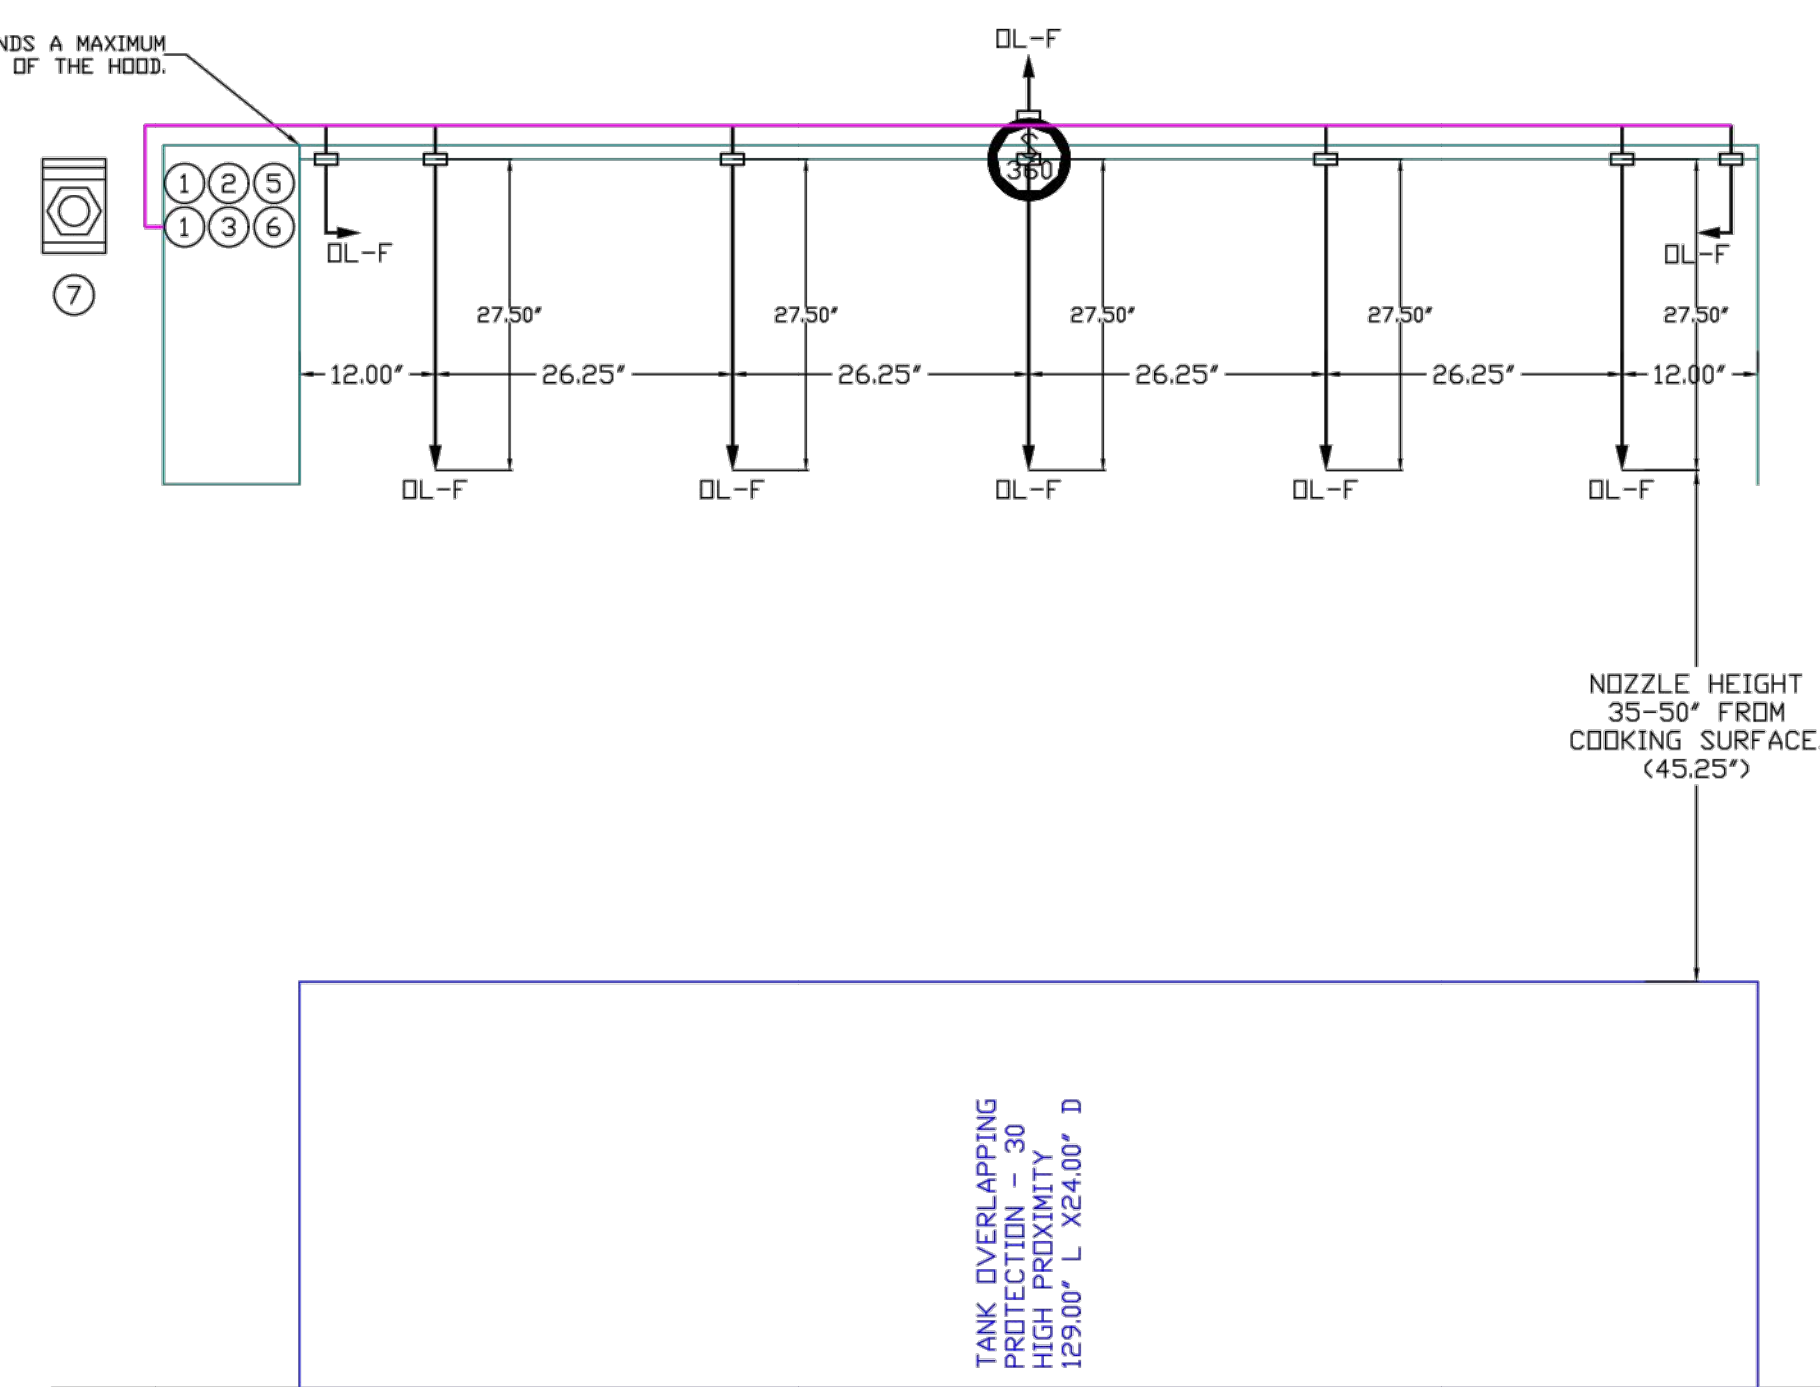 NDS A MAXIMUM
OF THE HOOD.
OL-F
S
360
1 2 5
1 3 6
7
OL-F
OL-F
27.50" 27.50" 27.50" 27.50" 27.50"
12.00" 26.25" 26.25" 26.25" 26.25" 12.00"
OL-F OL-F OL-F OL-F OL-F
NOZZLE HEIGHT
35-50" FROM
COOKING SURFACE.
(45.25")
TANK OVERLAPPING
PROTECTION - 30
HIGH PROXIMITY
129.00" L X24.00" D